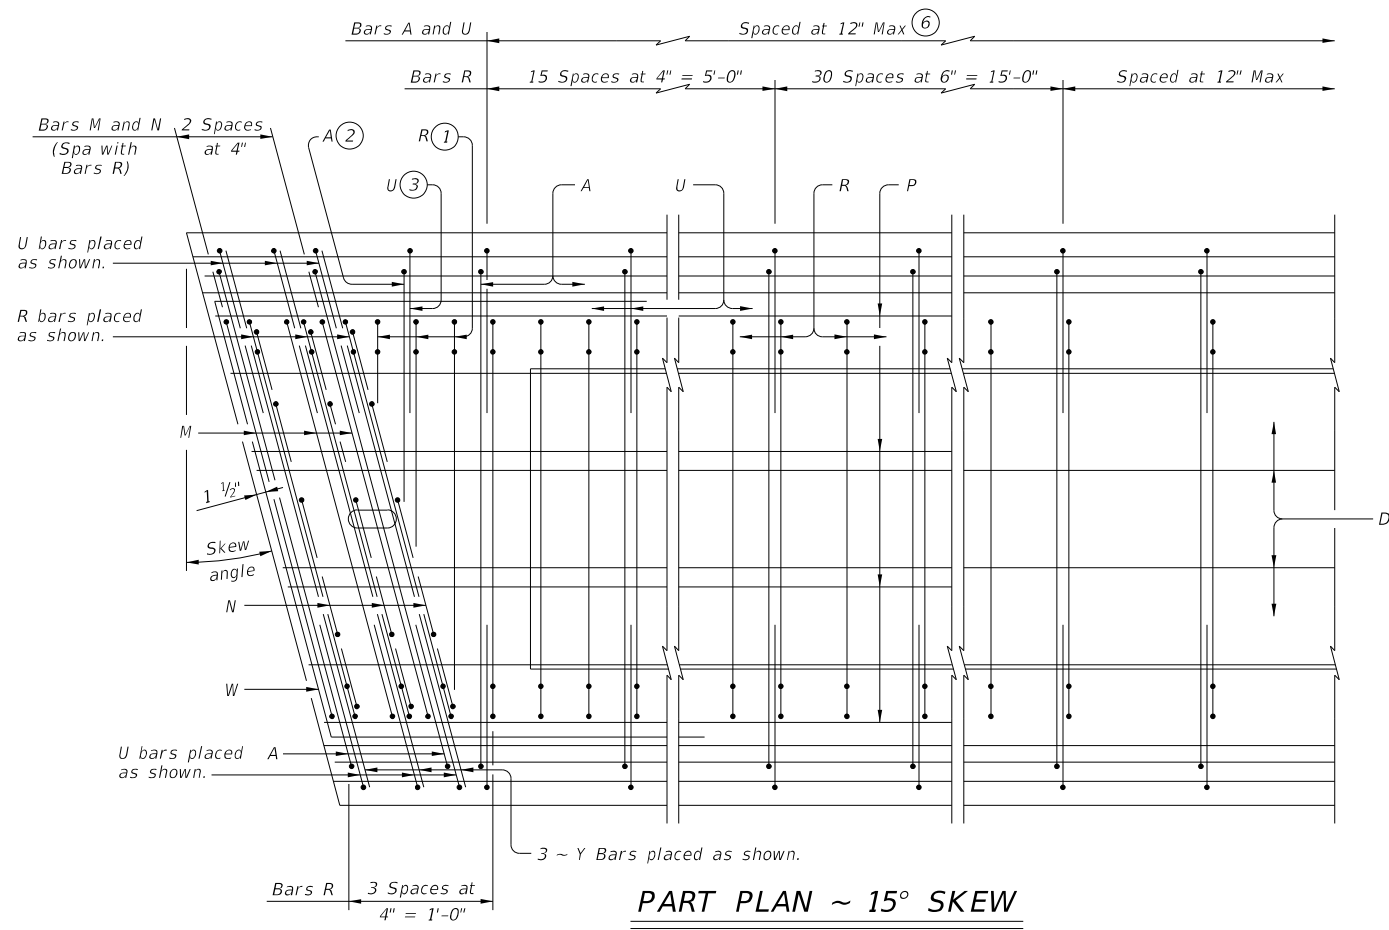 Bars A and U
Spaced at 12" Max 6
Bars R
15 Spaces at 4" = 5'-0"
30 Spaces at 6" = 15'-0"
Spaced at 12" Max
Bars M and N
(Spa with
Bars R)
2 Spaces
at 4"
A 2
R 1
U 3
A
U
R
P
U bars placed
as shown.
R bars placed
as shown.
M
1 1/2"
Skew
angle
D
N
W
U bars placed
as shown.
A
3 ~ Y Bars placed as shown.
Bars R
3 Spaces at
4" = 1'-0"
PART PLAN ~ 15° SKEW